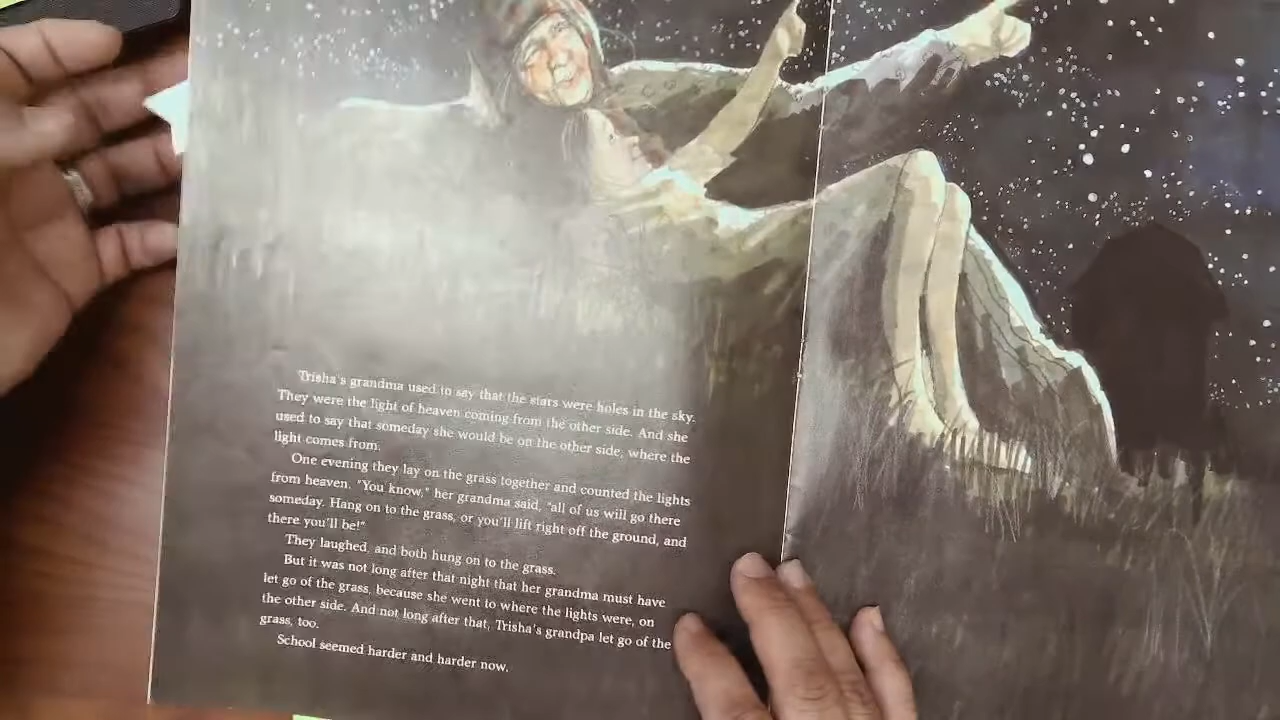 Trisha's grandma used to say that the stars were holes in the sky.
They were the light of heaven coming from the other side. And she
used to say that someday she would be on the other side, where the
light comes from.
One evening they lay on the grass together and counted the lights
from heaven. "You know," her grandma said, "all of us will go there
someday. Hang on to the grass, or you'll lift right off the ground, and
there you'll be!"
They laughed, and both hung on to the grass.
But it was not long after that night that her grandma must have
let go of the grass, because she went to where the lights were, on
the other side. And not long after that, Trisha's grandpa let go of the
grass, too.
School seemed harder and harder now.